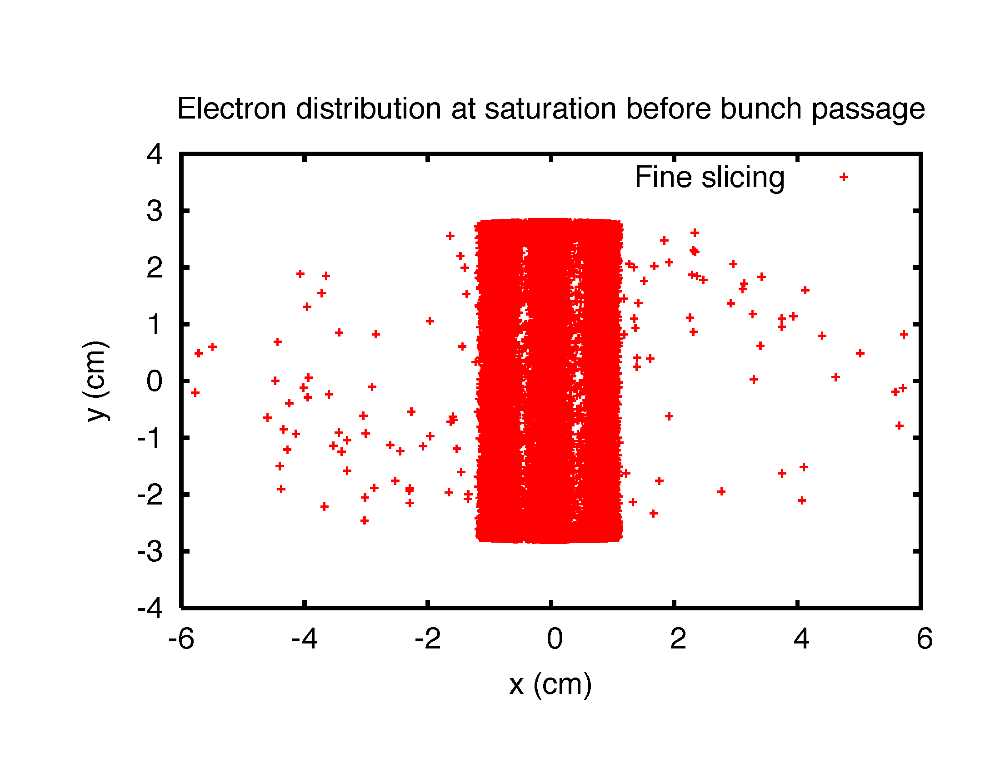 Electron distribution at saturation before bunch passage
4
Fine slicing
3
2
1
0
-1
-2
-3
-4
y (cm)
-6 -4 -2 0 2 4 6
x (cm)